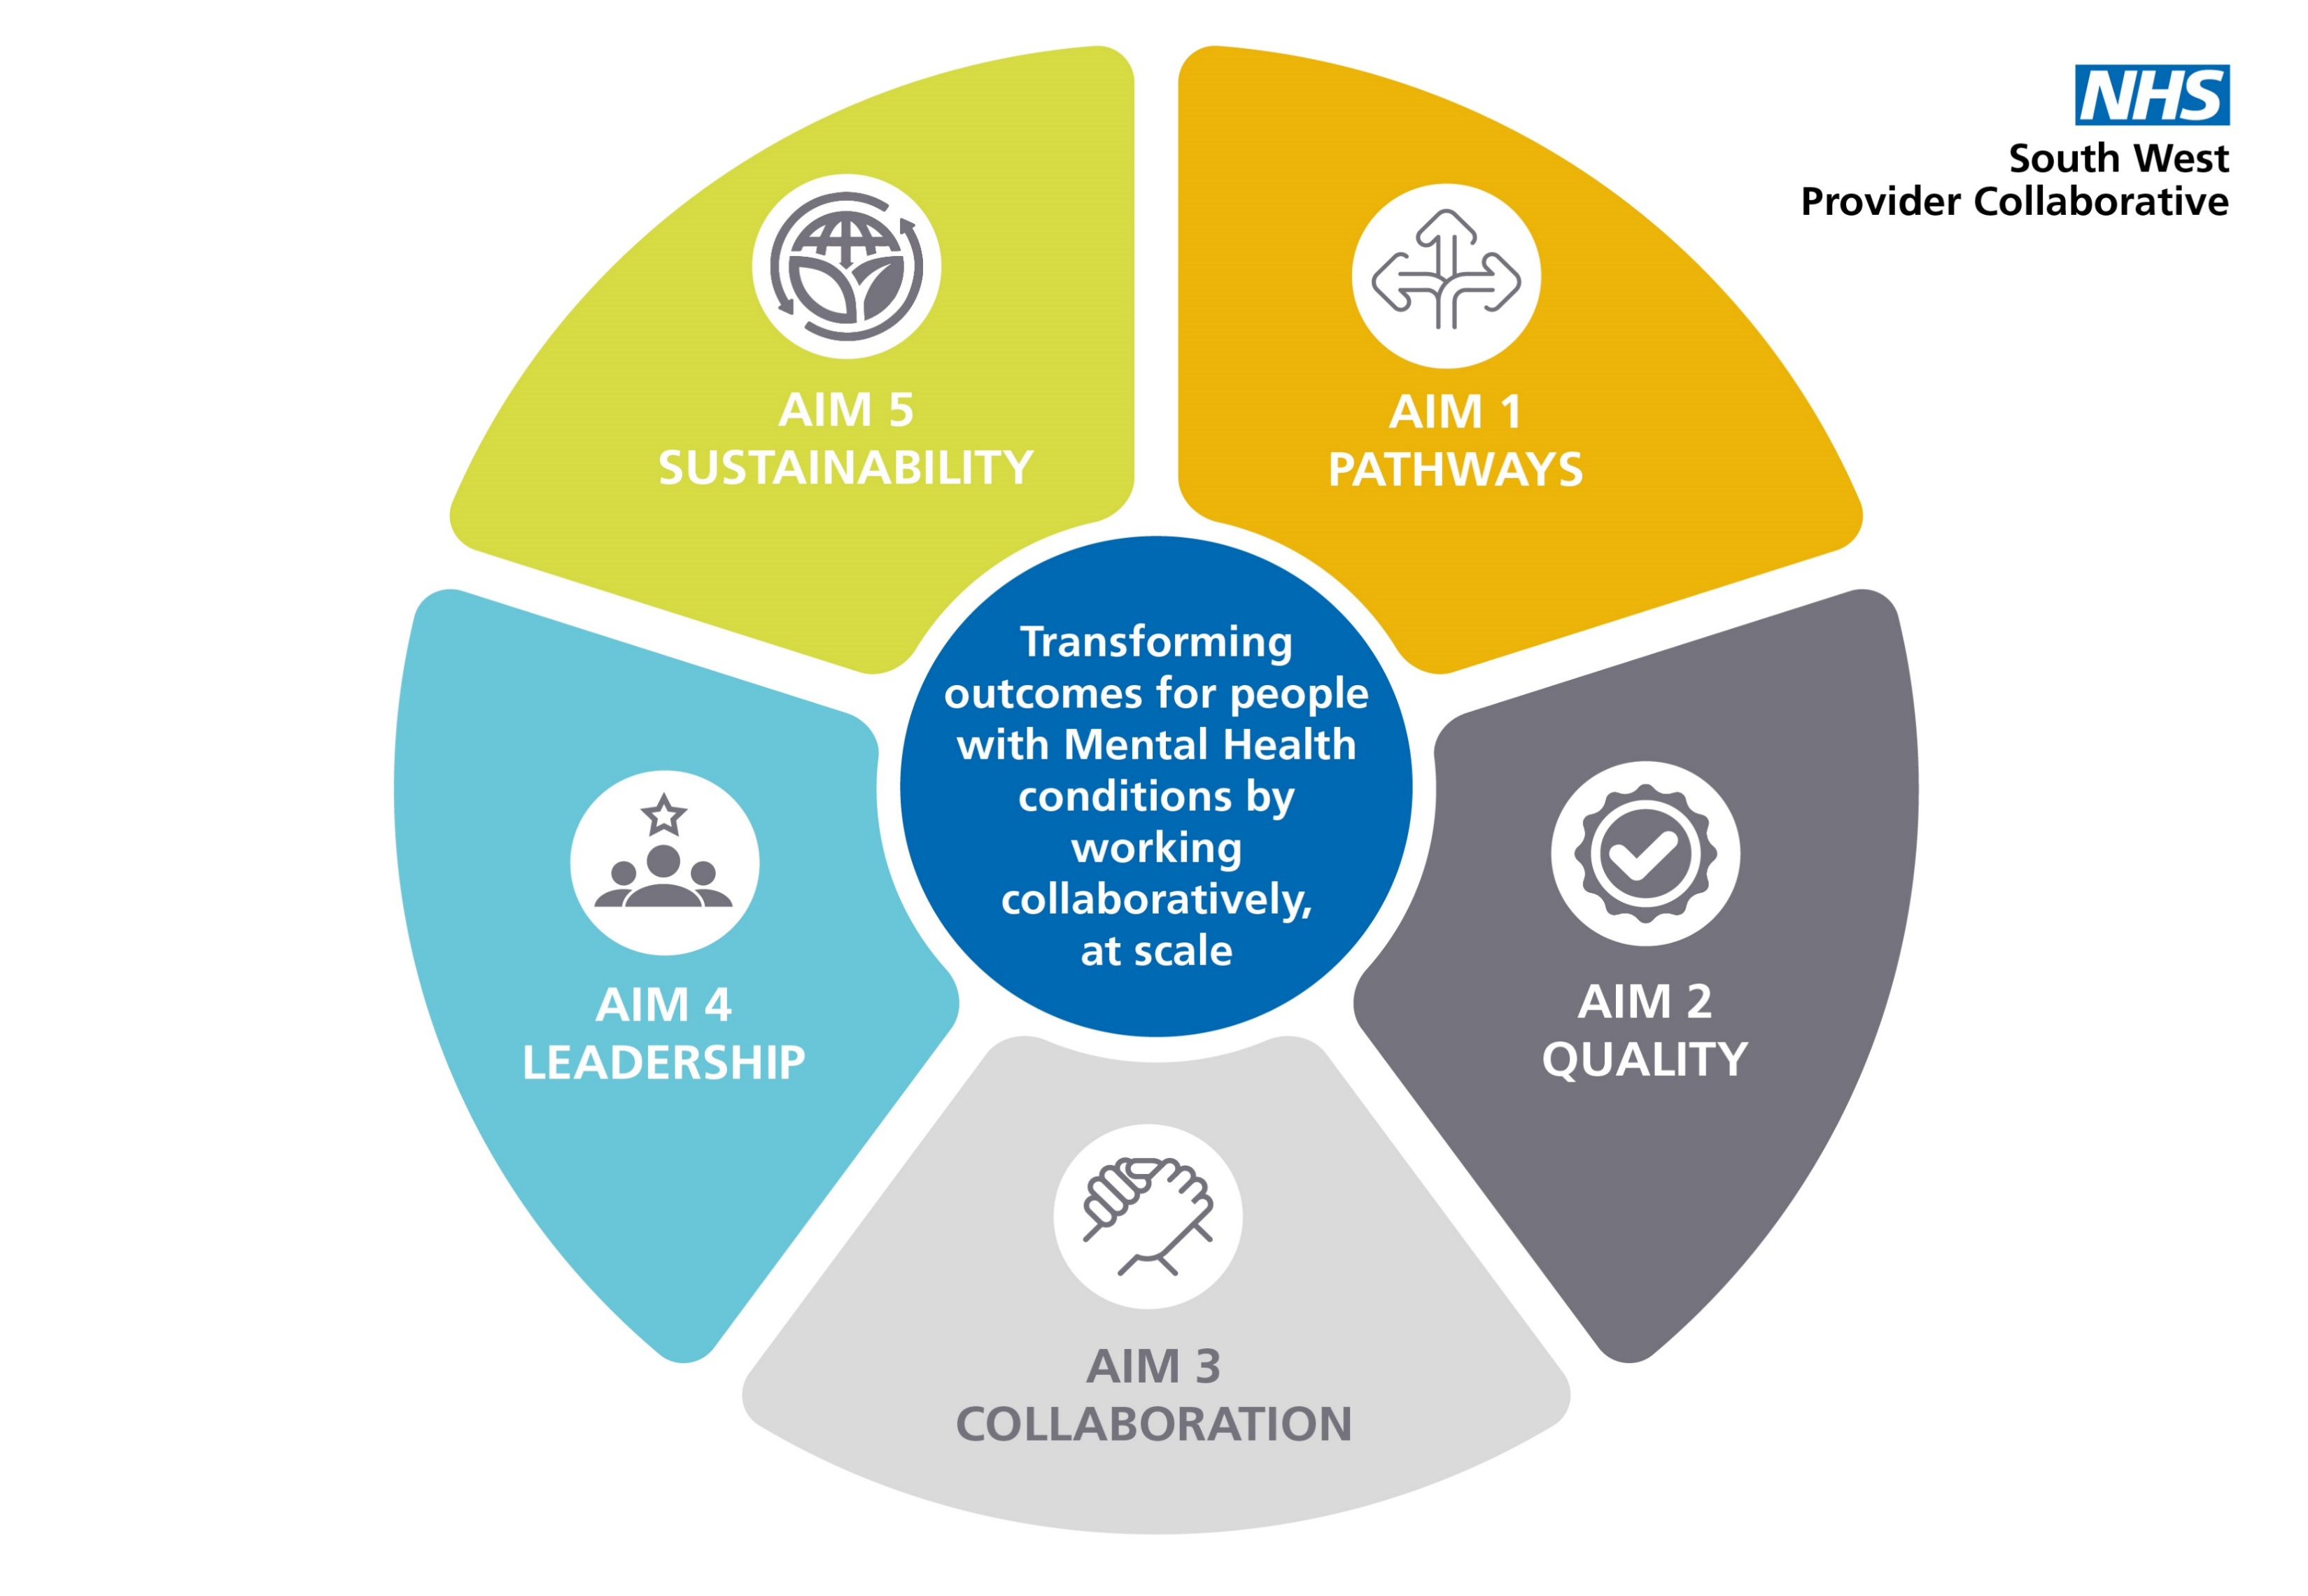 NHS
South West
Provider Collaborative
AIM 5
SUSTAINABILITY
AIM 1
PATHWAYS
Transforming
outcomes for people
with Mental Health
conditions by
working
collaboratively,
at scale
AIM 4
LEADERSHIP
AIM 2
QUALITY
AIM 3
COLLABORATION